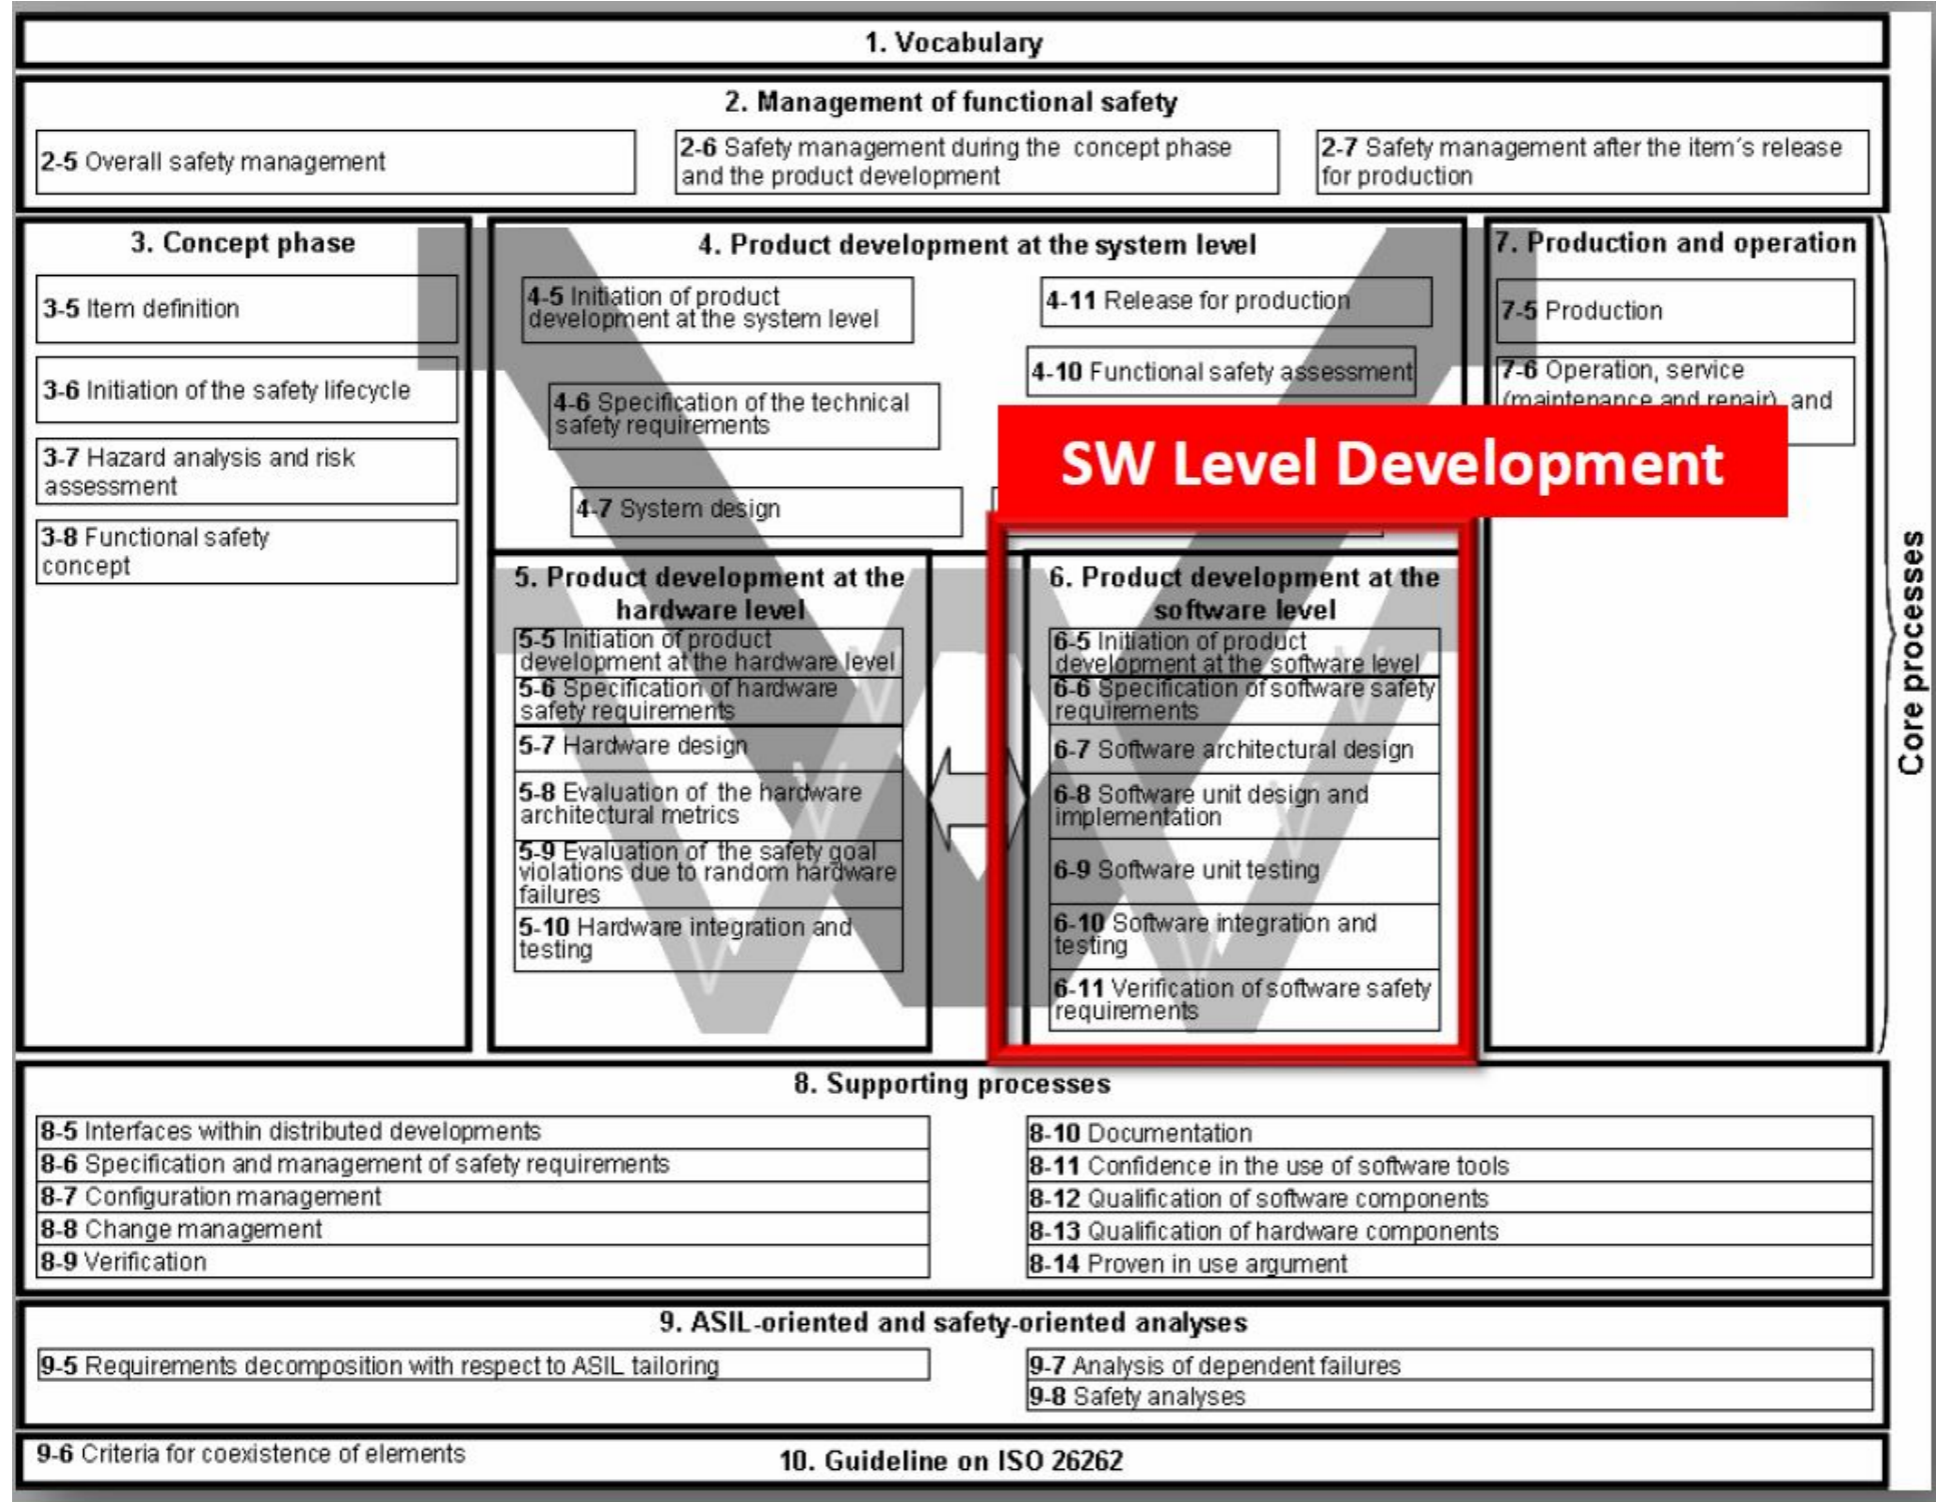 1. Vocabulary
2. Management of functional safety
2-5 Overall safety management
2-6 Safety management during the concept phase
and the product development
2-7 Safety management after the item´s release
for production
3. Concept phase
3-5 Item definition
3-6 Initiation of the safety lifecycle
3-7 Hazard analysis and risk
assessment
3-8 Functional safety
concept
4. Product development at the system level
4-5 Initiation of product
development at the system level
4-6 Specification of the technical
safety requirements
4-7 System design
4-11 Release for production
4-10 Functional safety assessment
SW Level Development
7. Production and operation
7-5 Production
7-6 Operation, service
(maintenance and repair), and
5. Product development at the
hardware level
5-5 Initiation of product
development at the hardware level
5-6 Specification of hardware
safety requirements
5-7 Hardware design
5-8 Evaluation of the hardware
architectural metrics
5-9 Evaluation of the safety goal
violations due to random hardware
failures
5-10 Hardware integration and
testing
6. Product development at the
software level
6-5 Initiation of product
development at the software level
6-6 Specification of software safety
requirements
6-7 Software architectural design
6-8 Software unit design and
implementation
6-9 Software unit testing
6-10 Software integration and
testing
6-11 Verification of software safety
requirements
Core processes
8. Supporting processes
8-5 Interfaces within distributed developments
8-6 Specification and management of safety requirements
8-7 Configuration management
8-8 Change management
8-9 Verification
8-10 Documentation
8-11 Confidence in the use of software tools
8-12 Qualification of software components
8-13 Qualification of hardware components
8-14 Proven in use argument
9. ASIL-oriented and safety-oriented analyses
9-5 Requirements decomposition with respect to ASIL tailoring
9-7 Analysis of dependent failures
9-8 Safety analyses
9-6 Criteria for coexistence of elements
10. Guideline on ISO 26262